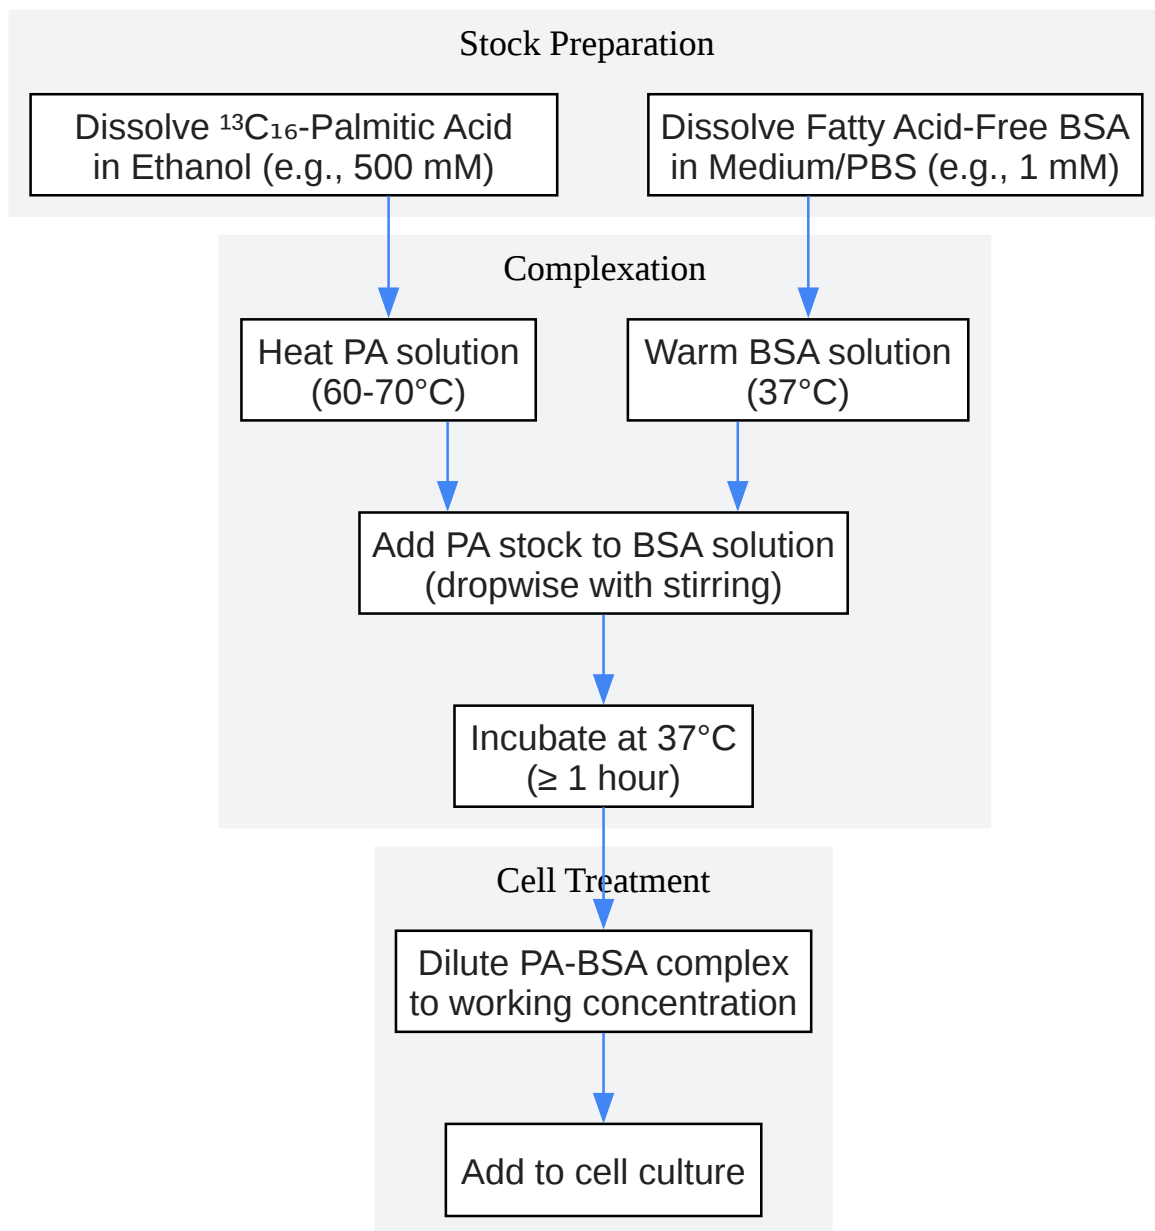 Stock Preparation
Dissolve ¹³C₁₆-Palmitic Acid
in Ethanol (e.g., 500 mM)
Dissolve Fatty Acid-Free BSA
in Medium/PBS (e.g., 1 mM)
Complexation
Heat PA solution
(60-70°C)
Warm BSA solution
(37°C)
Add PA stock to BSA solution
(dropwise with stirring)
Incubate at 37°C
(≥ 1 hour)
Cell Treatment
Dilute PA-BSA complex
to working concentration
Add to cell culture